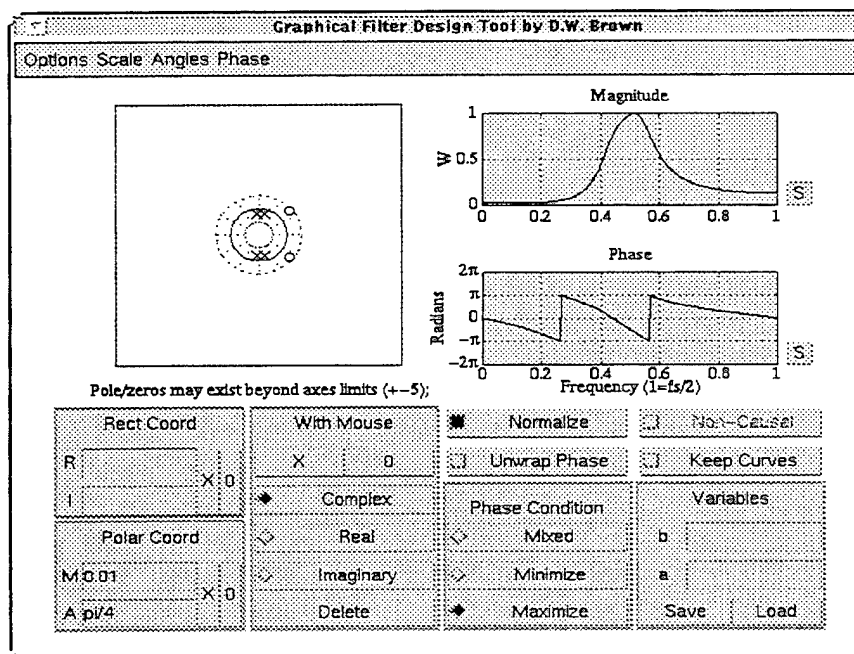 Graphical Filter Design Tool by D.W. Brown
Options Scale Angles Phase
Magnitude
W
1
0.5
0
0 0.2 0.4 0.6 0.8 1
S
Phase
Radians
2π
π
0
−π
−2π
0 0.2 0.4 0.6 0.8 1
Frequency (1=fs/2)
S
Pole/zeros may exist beyond axes limits (+−5);
Rect Coord
R
I
X 0
Polar Coord
M 0.01
A pi/4
X 0
With Mouse
X 0
Complex
Real
Imaginary
Delete
Normalize
Non-Causal
Unwrap Phase
Keep Curves
Phase Condition
Mixed
Minimize
Maximize
Variables
b
a
Save Load